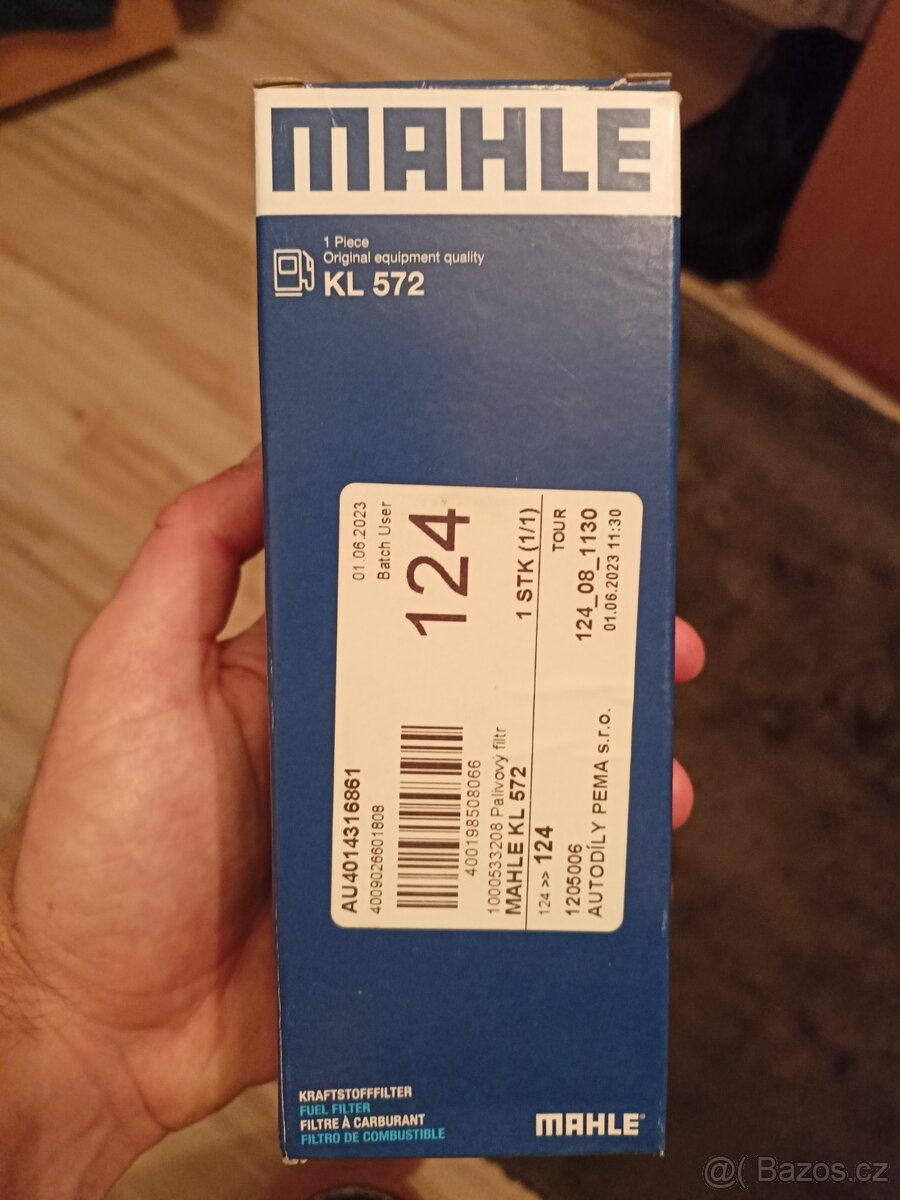 MAHLE
1 Piece
Original equipment quality
KL 572
01.06.2023
Batch User
124
1 STK (1/1)
TOUR
124_08_1130
01.06.2023 11:30
AU4014316861
4009026601808
400198508066
1000533208 Palivový filtr
MAHLE KL 572
124 >> 124
1205006
AUTODÍLY PEMA s.r.o.
KRAFTSTOFFFILTER
FUEL FILTER
FILTRE À CARBURANT
FILTRO DE COMBUSTIBLE
MAHLE
@( Bazos.cz